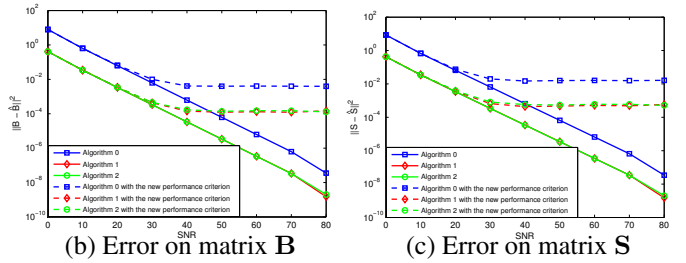 10^2
10^0
10^-2
10^-4
10^-6
10^-8
10^-10
||B − B̂||^2
Algorithm 0
Algorithm 1
Algorithm 2
Algorithm 0 with the new performance criterion
Algorithm 1 with the new performance criterion
Algorithm 2 with the new performance criterion
0 10 20 30 40 50 60 70 80
SNR
(b) Error on matrix B
10^2
10^0
10^-2
10^-4
10^-6
10^-8
10^-10
||S − Ŝ||^2
Algorithm 0
Algorithm 1
Algorithm 2
Algorithm 0 with the new performance criterion
Algorithm 1 with the new performance criterion
Algorithm 2 with the new performance criterion
0 10 20 30 40 50 60 70 80
SNR
(c) Error on matrix S